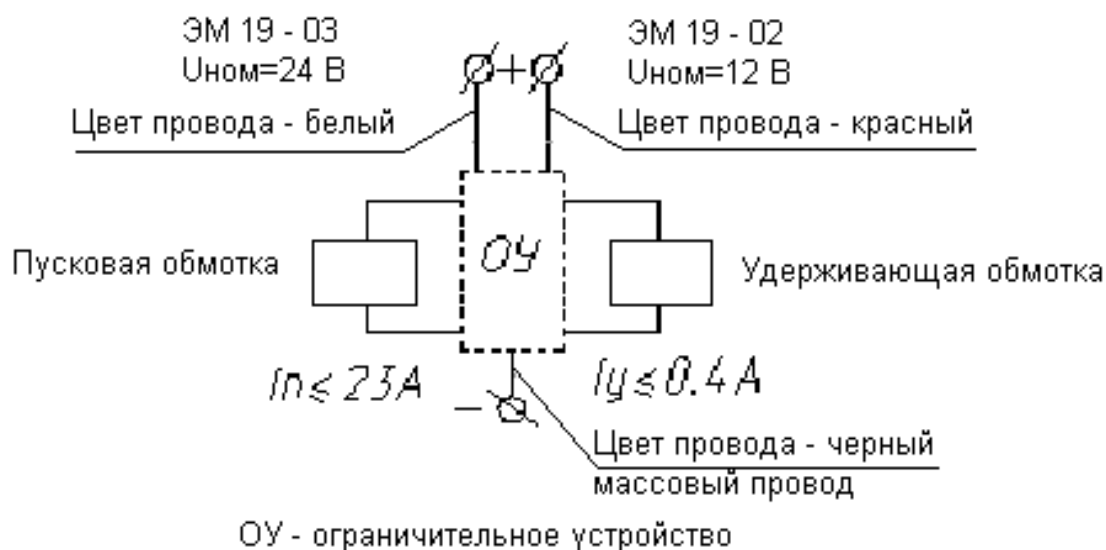 ЭМ 19 - 03
Uном=24 В
ЭМ 19 - 02
Uном=12 В
+
Цвет провода - белый
Цвет провода - красный
ОУ
Пусковая обмотка
Удерживающая обмотка
Iп ≤ 23А
Iу ≤ 0.4 А
–
Цвет провода - черный
массовый провод
ОУ - ограничительное устройство